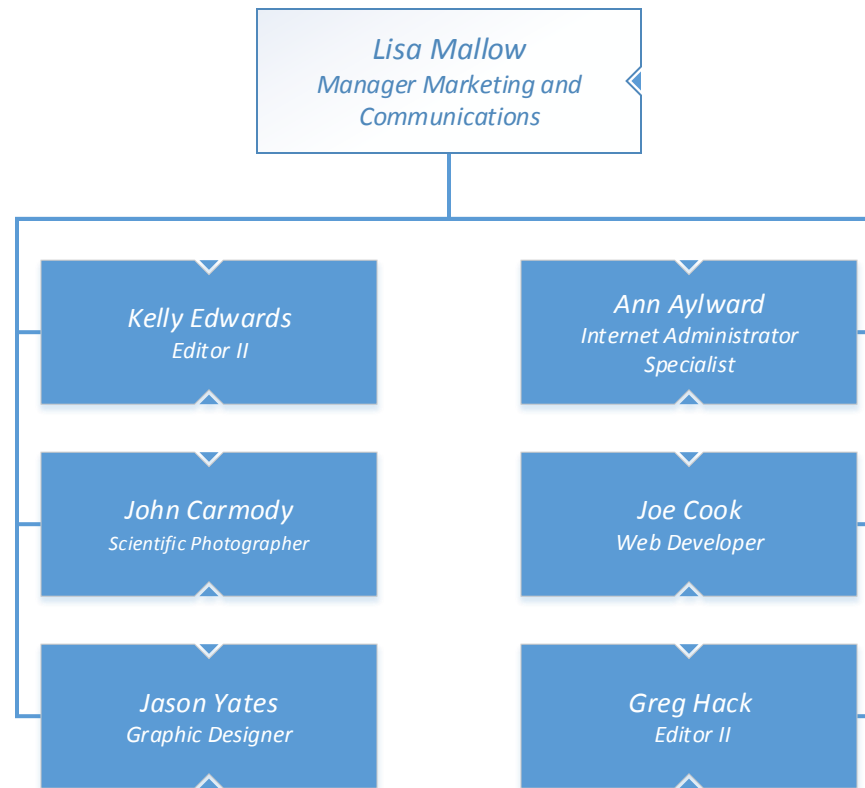 Lisa Mallow
Manager Marketing and
Communications
Kelly Edwards
Editor II
Ann Aylward
Internet Administrator
Specialist
John Carmody
Scientific Photographer
Joe Cook
Web Developer
Jason Yates
Graphic Designer
Greg Hack
Editor II